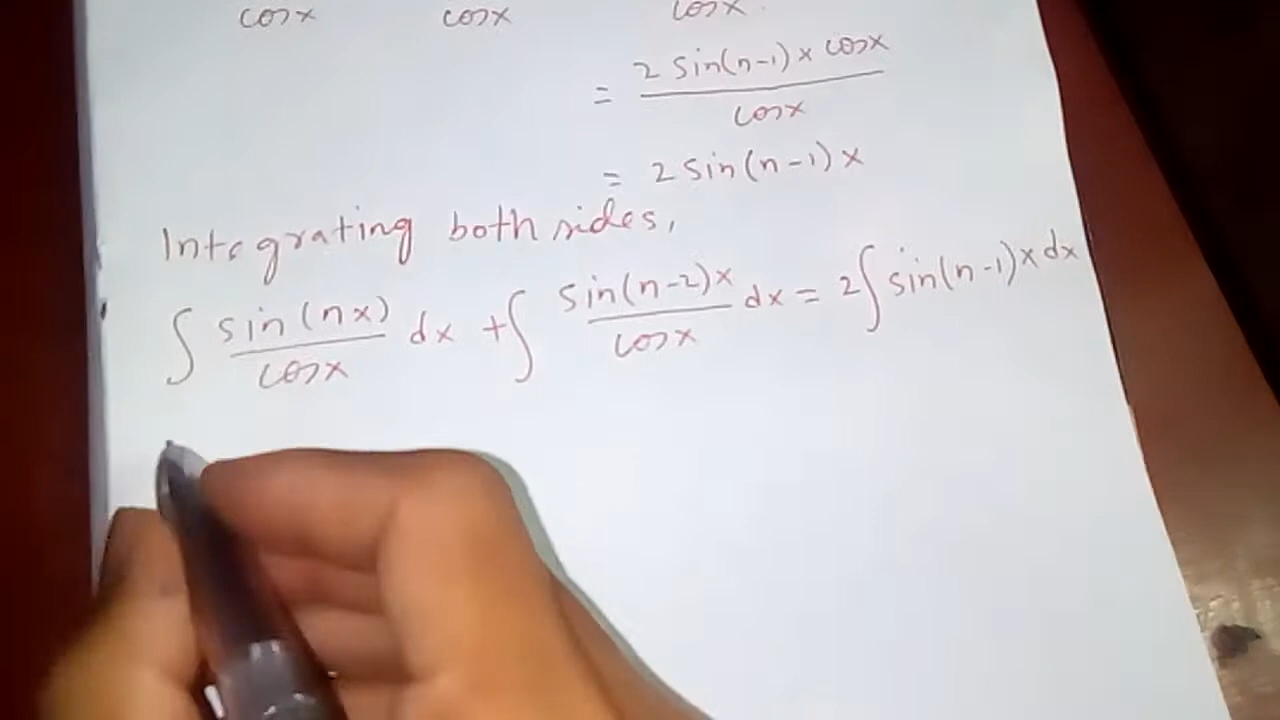 cosx cosx cosx
= 2 sin(n-1)x cosx / cosx
= 2 sin(n-1)x
Integrating both sides,
∫ sin(nx)/cosx dx + ∫ sin(n-2)x/cosx dx = 2∫ sin(n-1)x dx